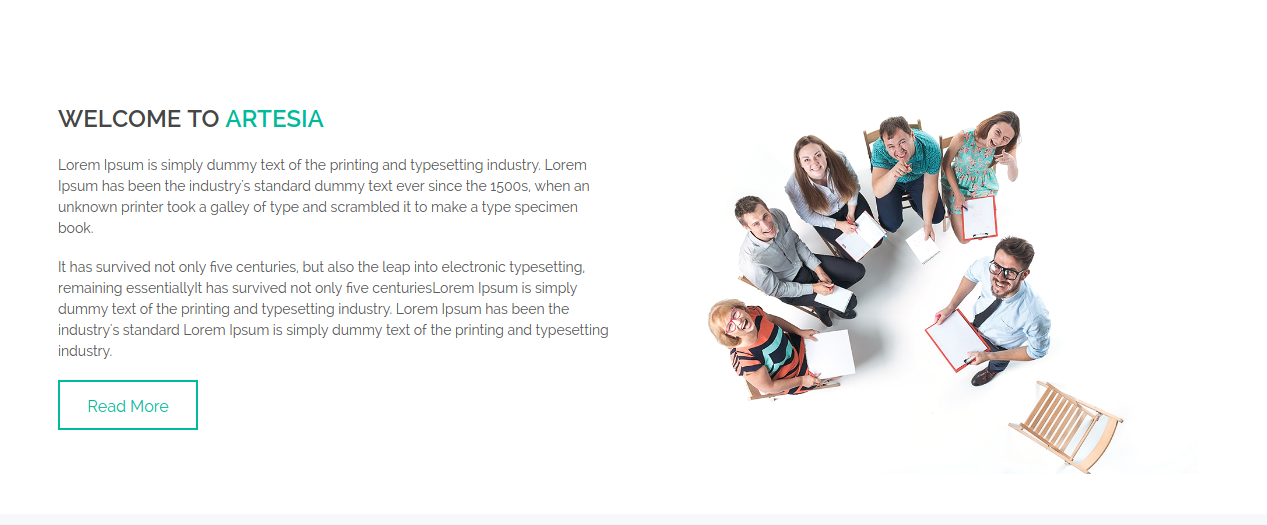 WELCOME TO ARTESIA
Lorem Ipsum is simply dummy text of the printing and typesetting industry. Lorem
Ipsum has been the industry's standard dummy text ever since the 1500s, when an
unknown printer took a galley of type and scrambled it to make a type specimen
book.
It has survived not only five centuries, but also the leap into electronic typesetting,
remaining essentiallyIt has survived not only five centuriesLorem Ipsum is simply
dummy text of the printing and typesetting industry. Lorem Ipsum has been the
industry's standard Lorem Ipsum is simply dummy text of the printing and typesetting
industry.
Read More